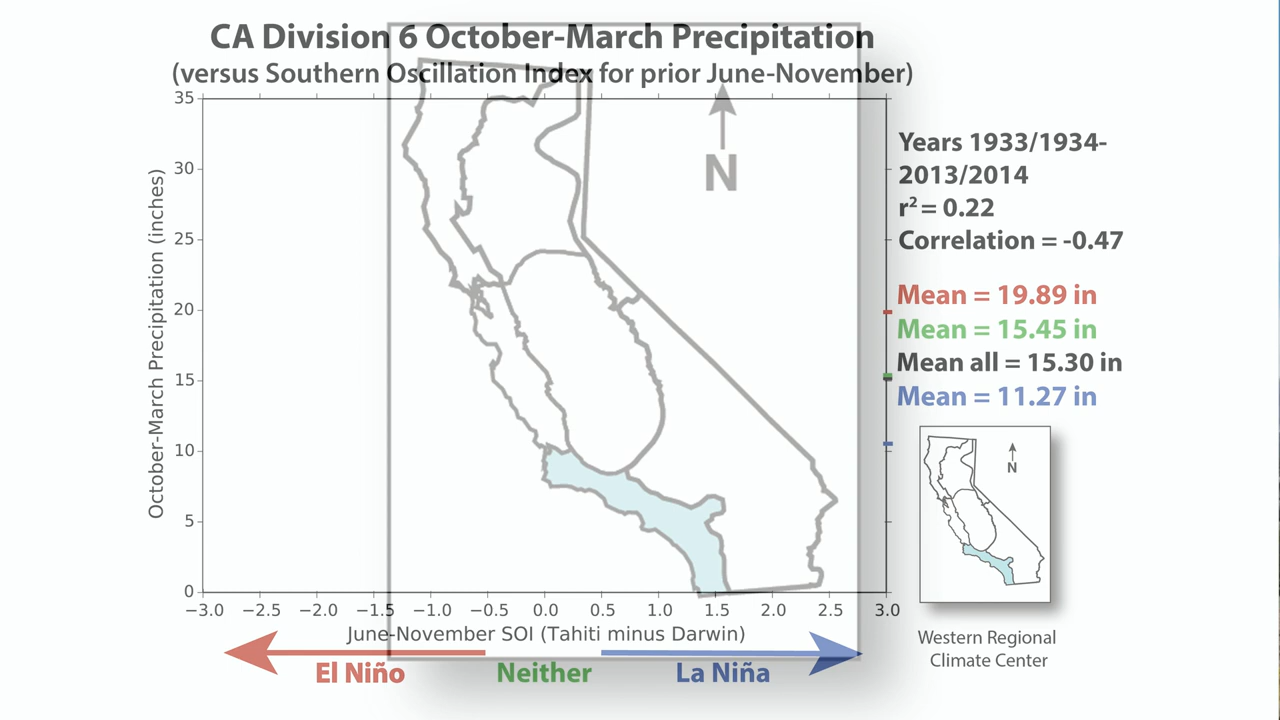 CA Division 6 October-March Precipitation
(versus Southern Oscillation Index for prior June-November)
October-March Precipitation (inches)
35
30
25
20
15
10
5
0
−3.0 −2.5 −2.0 −1.5 −1.0 −0.5 0.0 0.5 1.0 1.5 2.0 2.5 3.0
June-November SOI (Tahiti minus Darwin)
El Niño Neither La Niña
N
Years 1933/1934-
2013/2014
r² = 0.22
Correlation = -0.47
Mean = 19.89 in
Mean = 15.45 in
Mean all = 15.30 in
Mean = 11.27 in
N
Western Regional
Climate Center